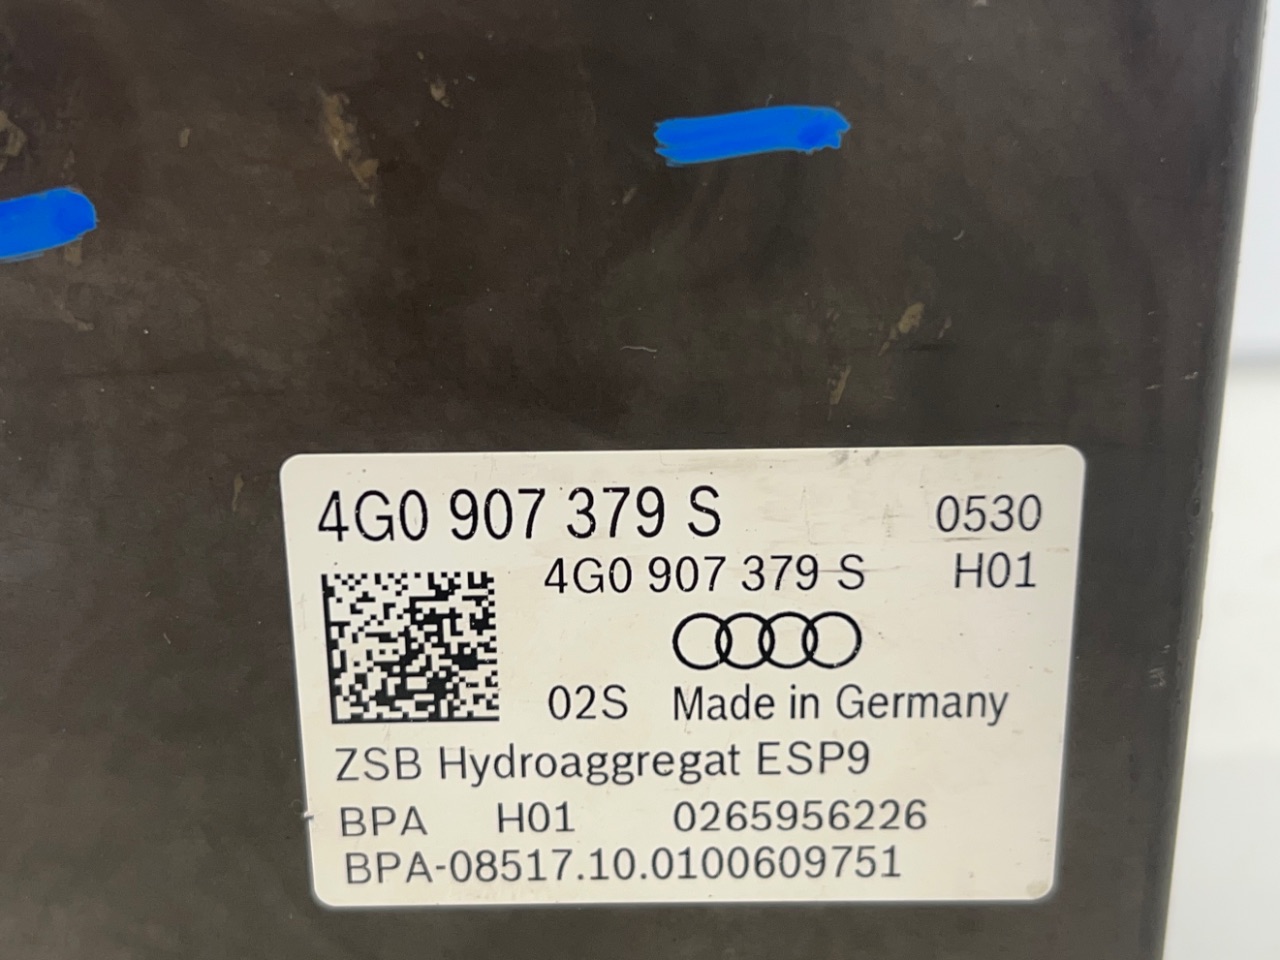 4G0 907 379 S 0530
4G0 907 379 S H01
02S Made in Germany
ZSB Hydroaggregat ESP9
BPA H01 0265956226
BPA-08517.10.0100609751